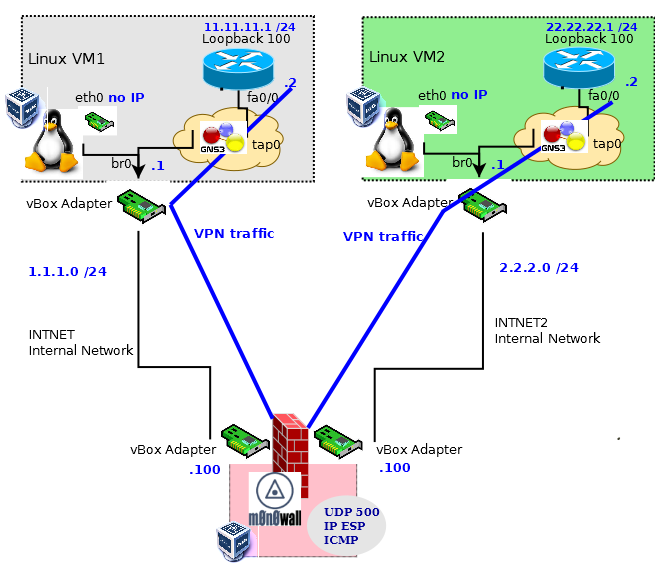 11.11.11.1 /24
Loopback 100
Linux VM1
.2
eth0 no IP
fa0/0
GNS3
tap0
br0
.1
vBox Adapter
VPN traffic
1.1.1.0 /24
INTNET
Internal Network
vBox Adapter
.100
22.22.22.1 /24
Loopback 100
Linux VM2
.2
eth0 no IP
fa0/0
GNS3
tap0
br0
.1
vBox Adapter
VPN traffic
2.2.2.0 /24
INTNET2
Internal Network
vBox Adapter
.100
m0n0wall
UDP 500
IP ESP
ICMP